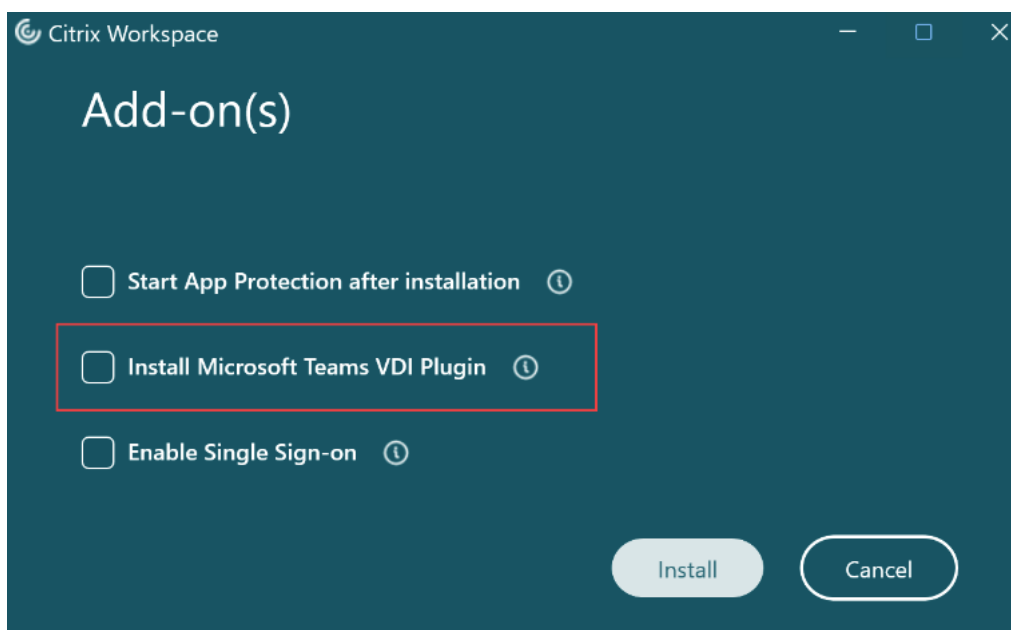 Citrix Workspace
Add-on(s)
Start App Protection after installation
Install Microsoft Teams VDI Plugin
Enable Single Sign-on
Install
Cancel